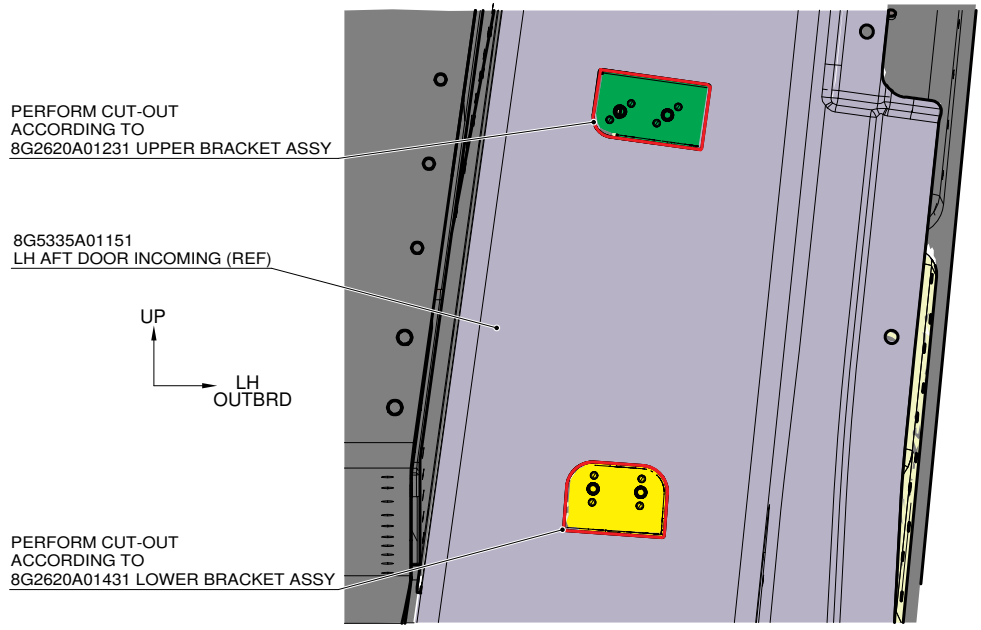 PERFORM CUT-OUT
ACCORDING TO
8G2620A01231 UPPER BRACKET ASSY
8G5335A01151
LH AFT DOOR INCOMING (REF)
UP
LH
OUTBRD
PERFORM CUT-OUT
ACCORDING TO
8G2620A01431 LOWER BRACKET ASSY